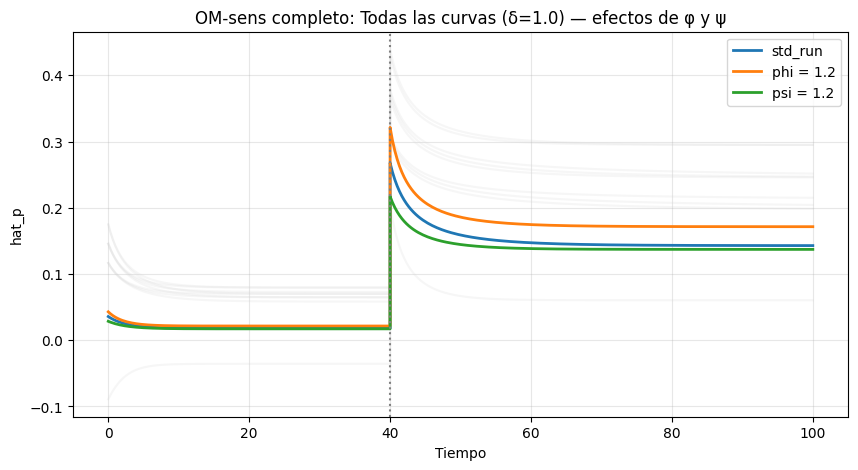 OM-sens completo: Todas las curvas (δ=1.0) — efectos de φ y ψ
std_run
phi = 1.2
psi = 1.2
hat_p
0.4
0.3
0.2
0.1
0.0
−0.1
0 20 40 60 80 100
Tiempo